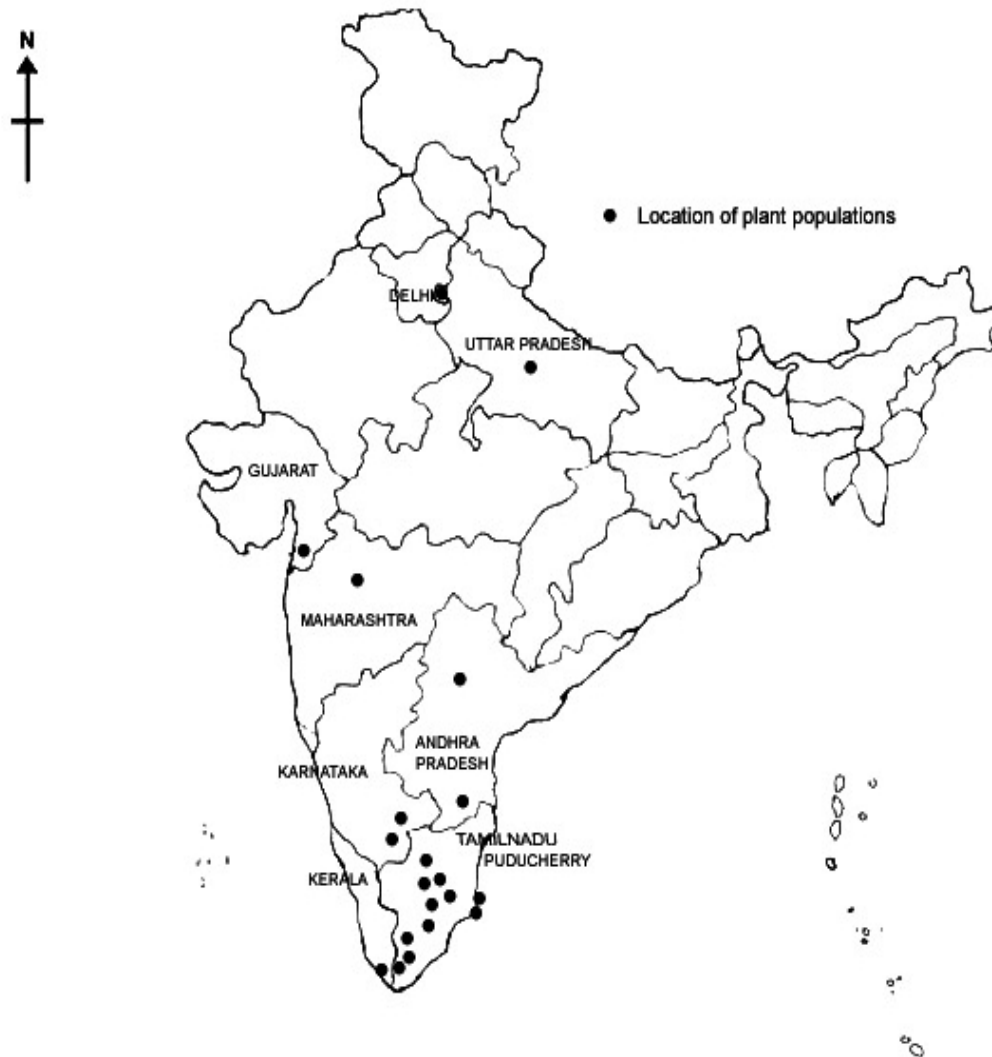 N
Location of plant populations
DELHI
UTTAR PRADESH
GUJARAT
MAHARASHTRA
ANDHRA
PRADESH
KARNATAKA
TAMILNADU
PUDUCHERRY
KERALA